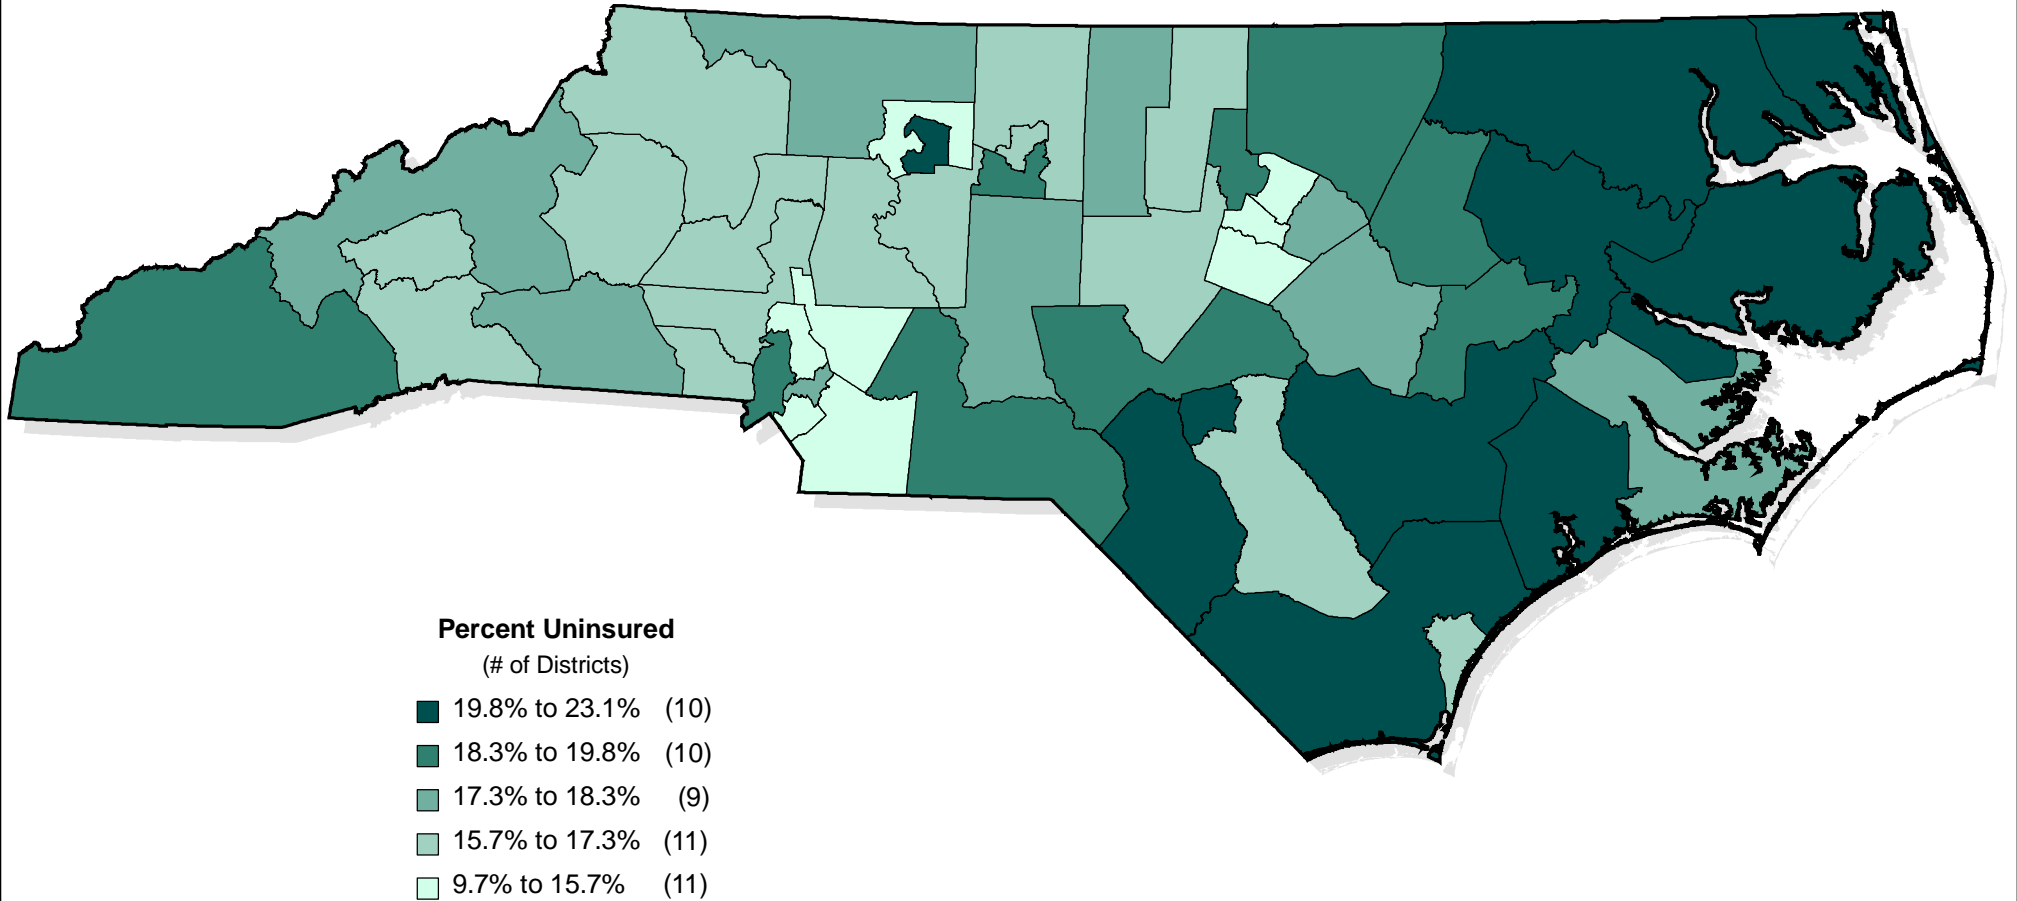 Percent Uninsured
(# of Districts)
19.8% to 23.1% (10)
18.3% to 19.8% (10)
17.3% to 18.3% (9)
15.7% to 17.3% (11)
9.7% to 15.7% (11)